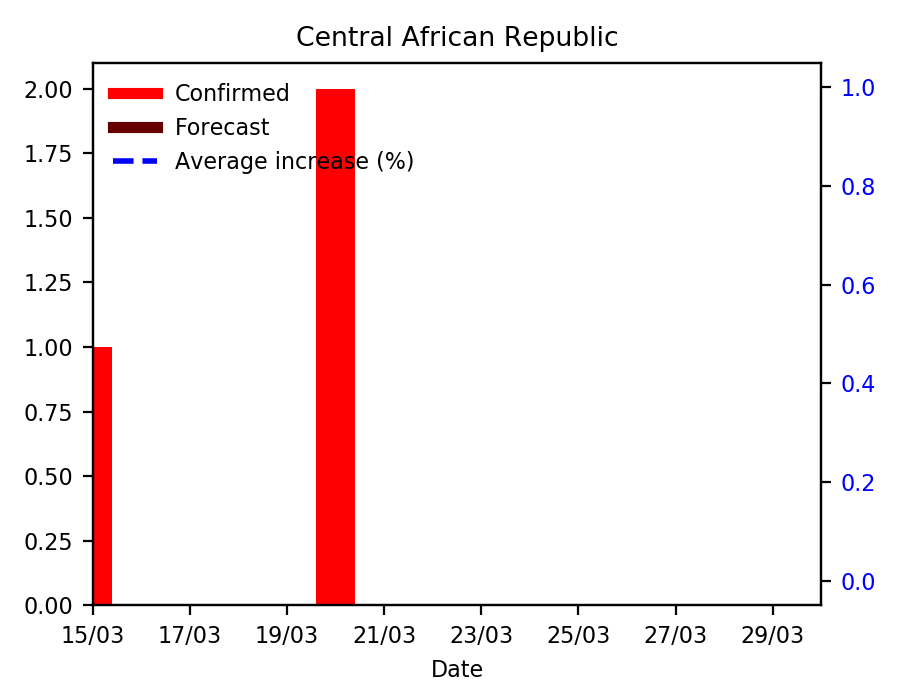 Central African Republic
Confirmed
Forecast
Average increase (%)
2.00
1.75
1.50
1.25
1.00
0.75
0.50
0.25
0.00
1.0
0.8
0.6
0.4
0.2
0.0
15/03 17/03 19/03 21/03 23/03 25/03 27/03 29/03
Date